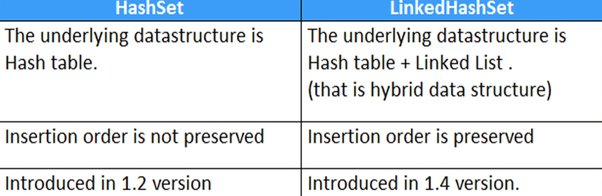 HashSet
LinkedHashSet
The underlying datastructure is
Hash table.
The underlying datastructure is
Hash table + Linked List .
(that is hybrid data structure)
Insertion order is not preserved
Insertion order is preserved
Introduced in 1.2 version
Introduced in 1.4 version.